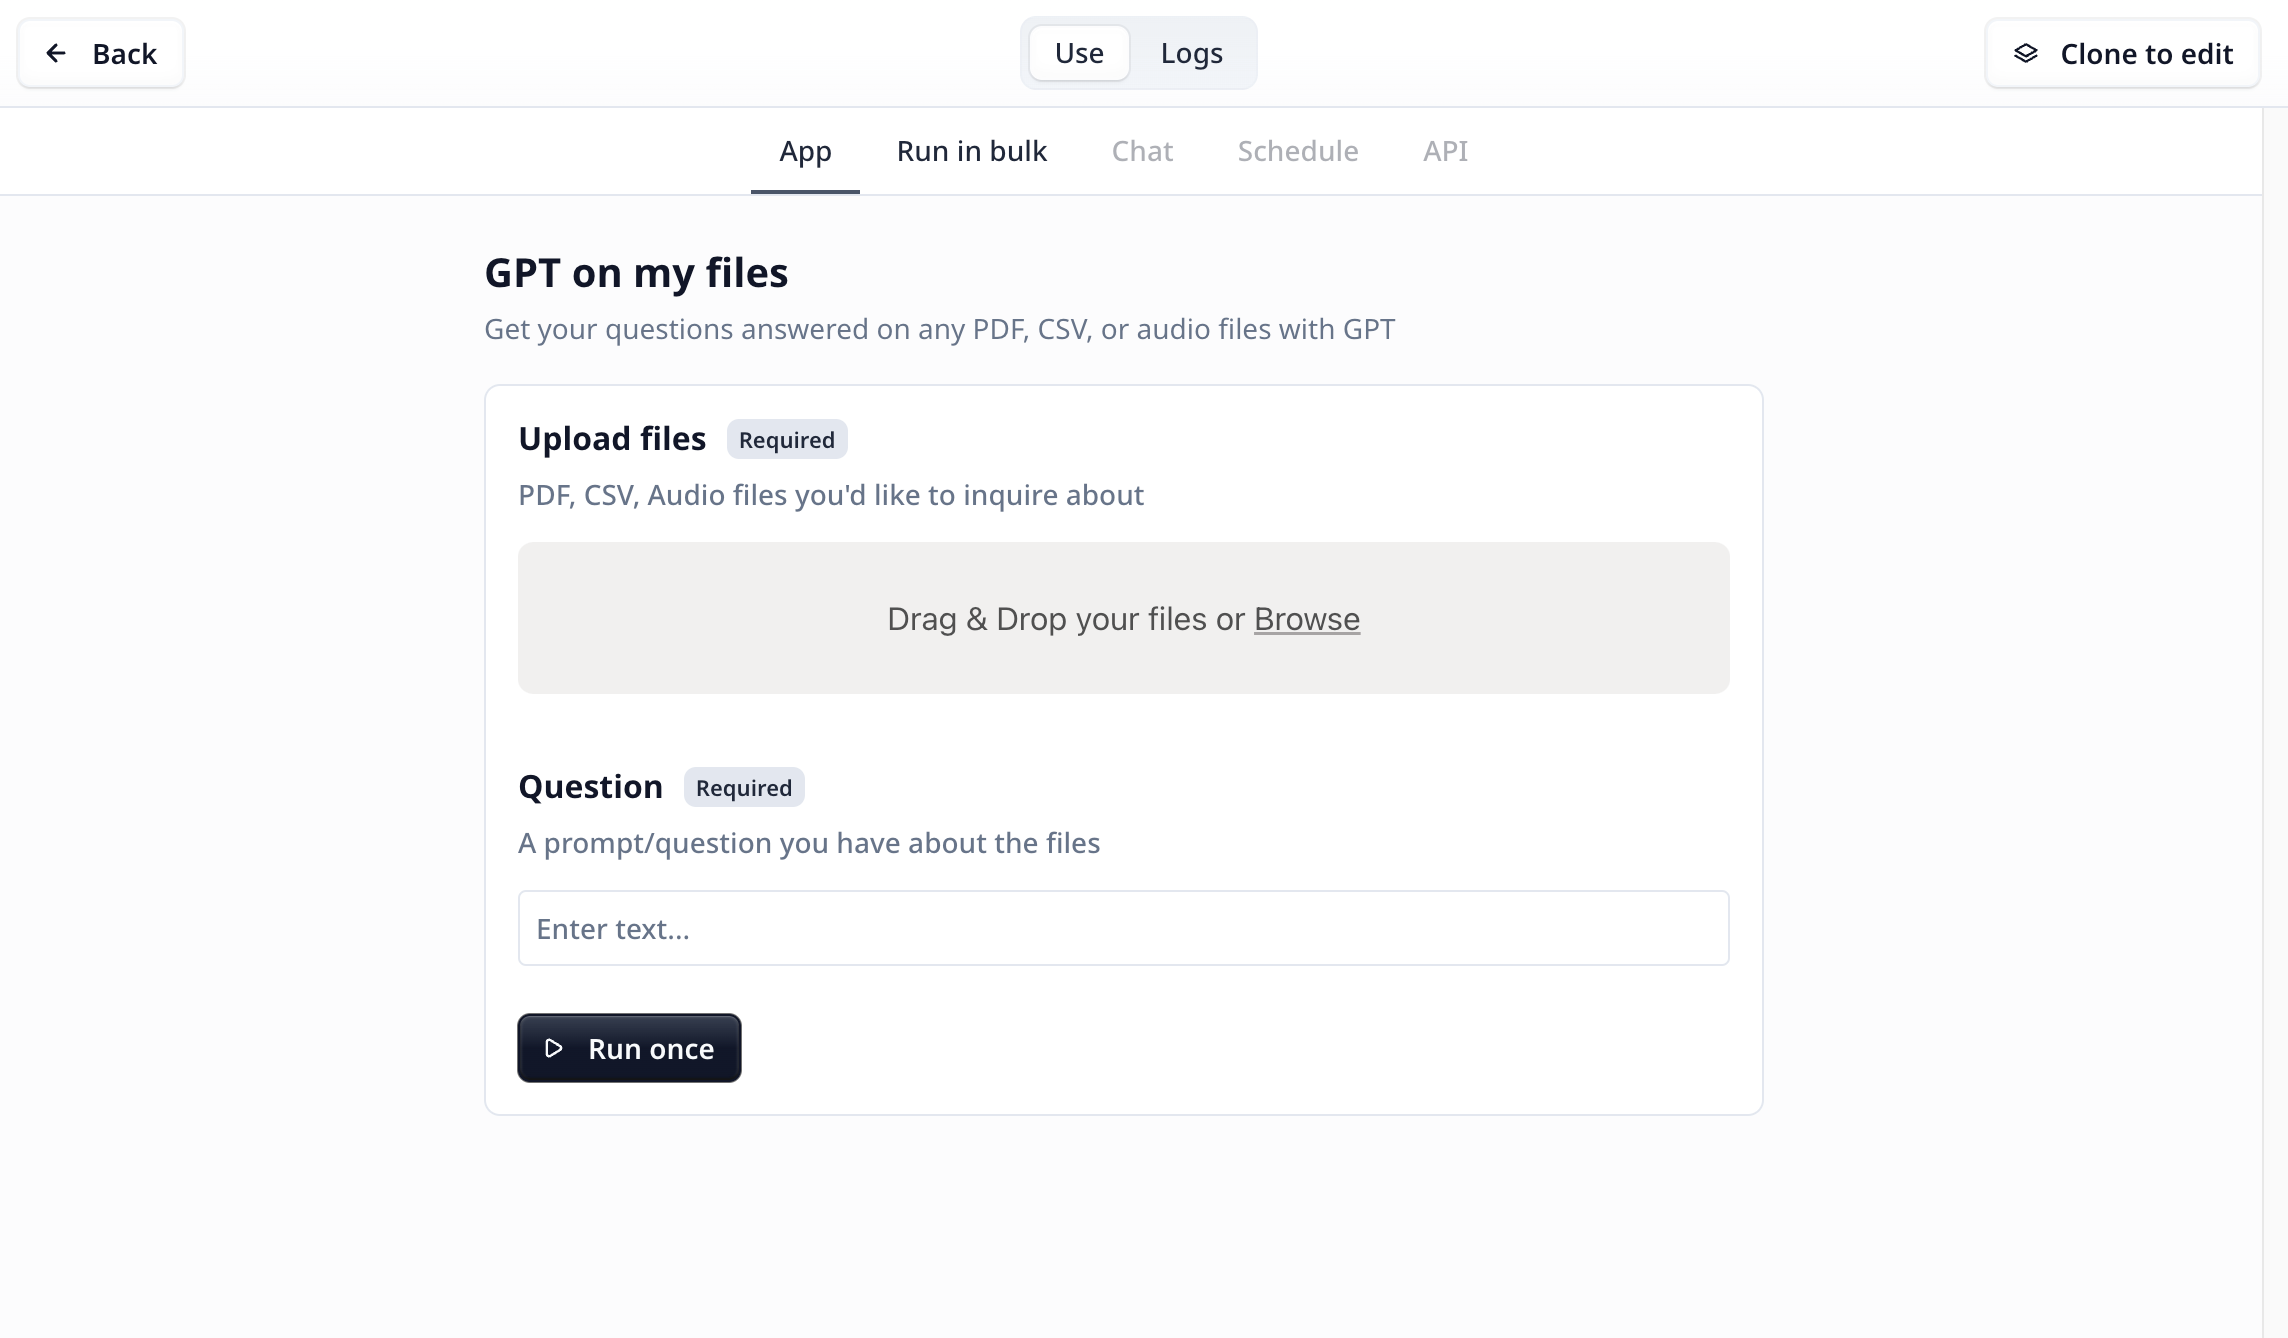 Back
Use
Logs
Clone to edit
App
Run in bulk
Chat
Schedule
API
GPT on my files
Get your questions answered on any PDF, CSV, or audio files with GPT
Upload files
Required
PDF, CSV, Audio files you'd like to inquire about
Drag & Drop your files or Browse
Question
Required
A prompt/question you have about the files
Enter text...
Run once